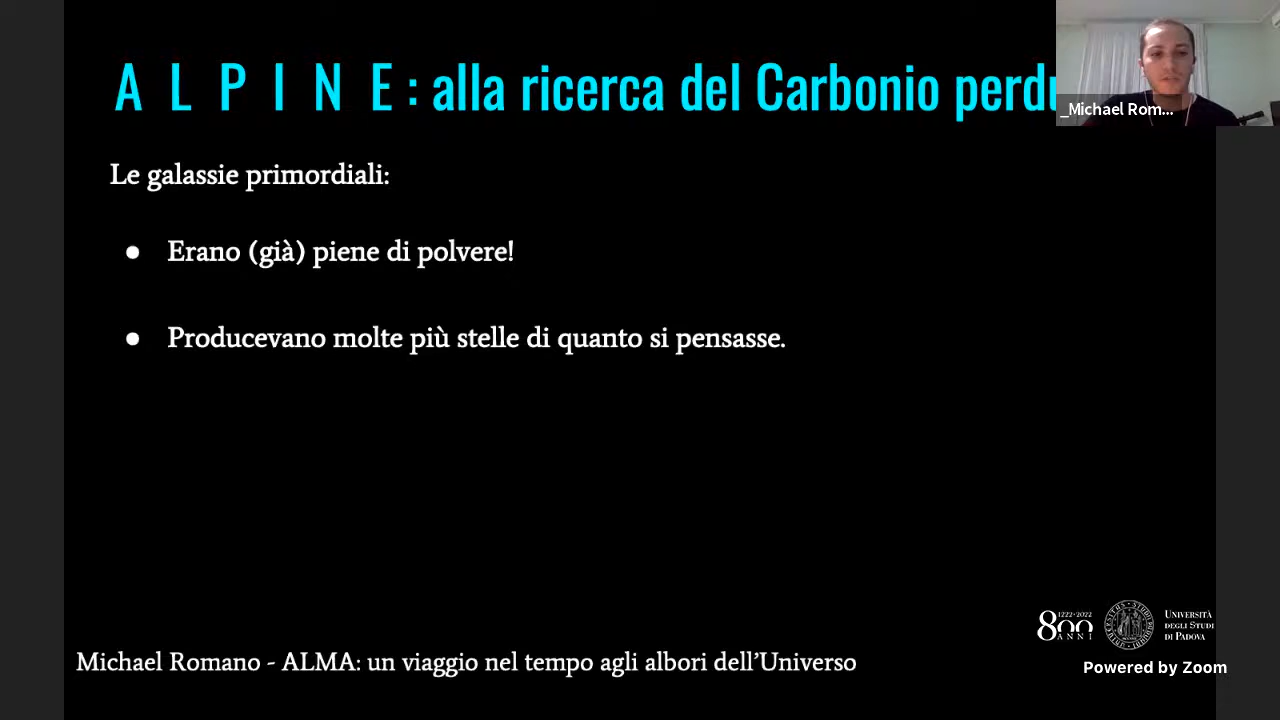 A L P I N E : alla ricerca del Carbonio
_Michael Rom...
Le galassie primordiali:
● Erano (già) piene di polvere!
● Producevano molte più stelle di quanto si pensasse.
1222·2022
800
ANNI
UNIVERSITÀ
DEGLI STUDI
DI PADOVA
Michael Romano - ALMA: un viaggio nel tempo agli albori dell’Universo
Powered by Zoom